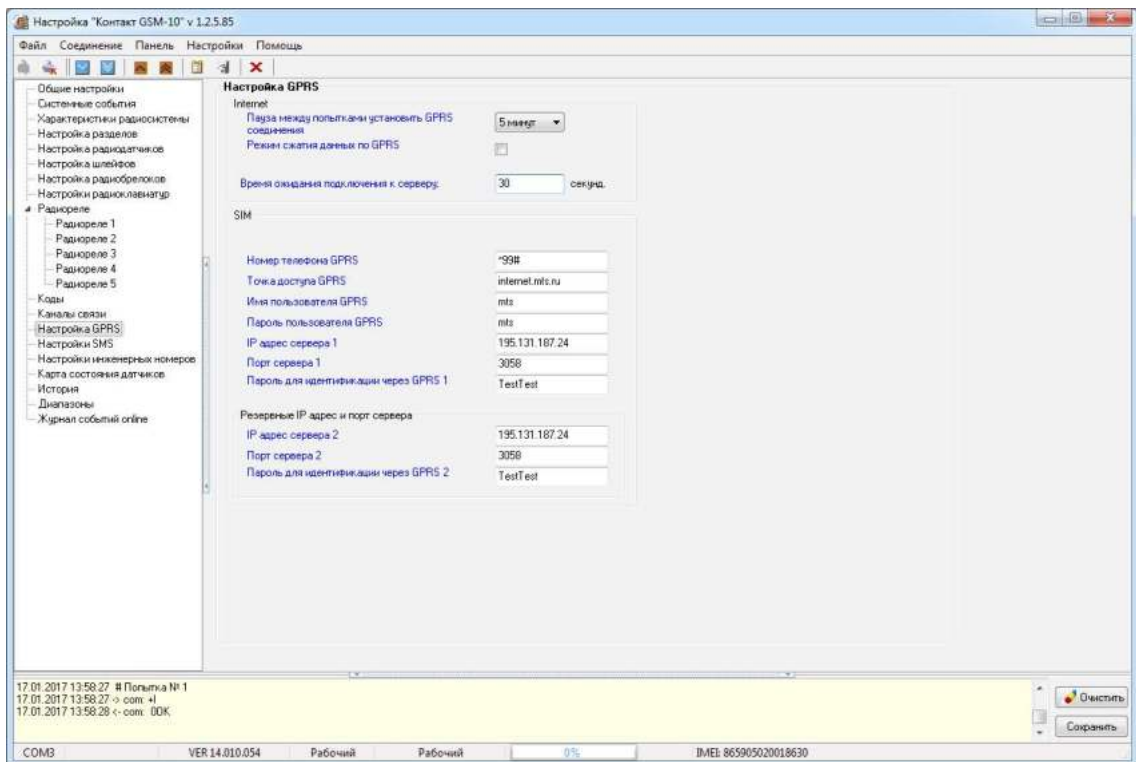 Настройка "Контакт GSM-10" v 1.2.5.85
Файл Соединение Панель Настройки Помощь
Общие настройки
Системные события
Характеристики радиосистемы
Настройка разделов
Настройка радиодатчиков
Настройка шлейфов
Настройка радиобрелоков
Настройки радиоклавиатур
Радиореле
Радиореле 1
Радиореле 2
Радиореле 3
Радиореле 4
Радиореле 5
Коды
Каналы связи
Настройка GPRS
Настройки SMS
Настройки инженерных номеров
Карта состояния датчиков
История
Диапазоны
Журнал событий online
Настройка GPRS
Internet
Пауза между попытками установить GPRS
соединения
5 минут
Режим сжатия данных по GPRS
Время ожидания подключения к серверу. 30 секунд.
SIM
Номер телефона GPRS *99#
Точка доступа GPRS internet.mts.ru
Имя пользователя GPRS mts
Пароль пользователя GPRS mts
IP адрес сервера 1 195.131.187.24
Порт сервера 1 3058
Пароль для идентификации через GPRS 1 TestTest
Резервные IP адрес и порт сервера
IP адрес сервера 2 195.131.187.24
Порт сервера 2 3058
Пароль для идентификации через GPRS 2 TestTest
17.01.2017 13:58:27 # Попытка № 1
17.01.2017 13:58:27 -> com: +I
17.01.2017 13:58:28 <- com: 0OK
Очистить
Сохранить
COM3 VER 14.010.054 Рабочий Рабочий 0% IMEI: 865905020018630